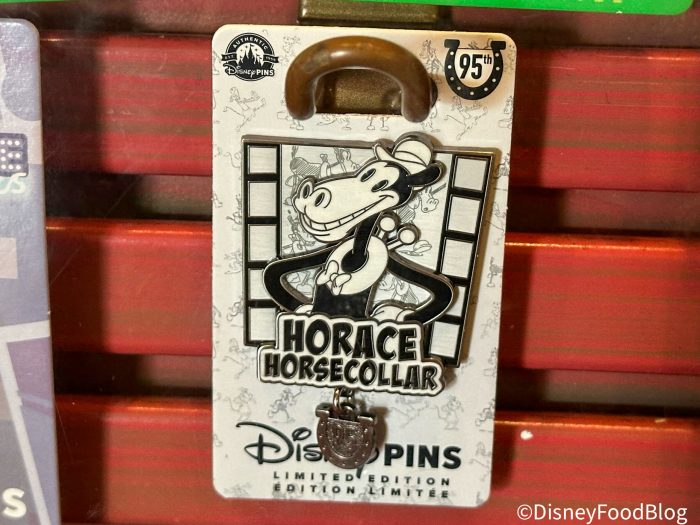 AUTHENTIC
Disney PINS
95th
HORACE
HORSECOLLAR
Disney PINS
LIMITED EDITION
ÉDITION LIMITÉE
S
©DisneyFoodBlog